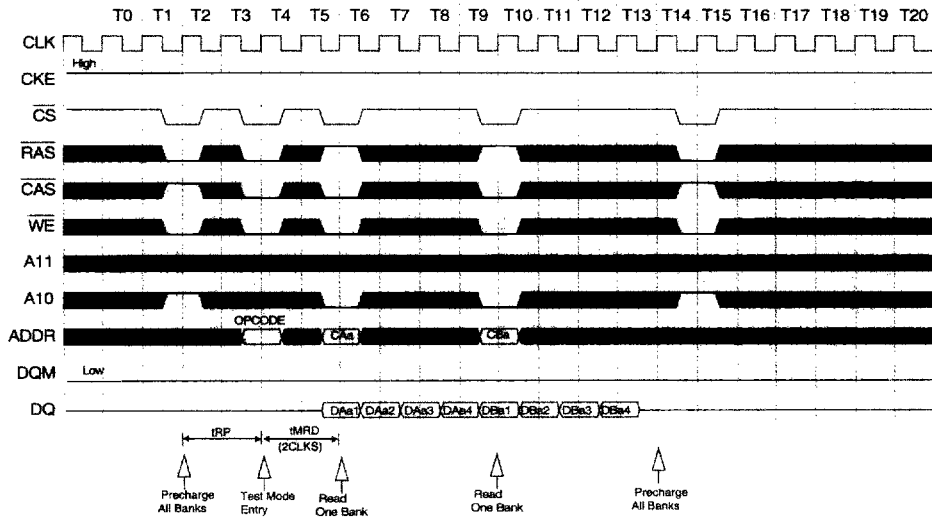 T0 T1 T2 T3 T4 T5 T6 T7 T8 T9 T10 T11 T12 T13 T14 T15 T16 T17 T18 T19 T20
CLK
High
CKE
CS
RAS
CAS
WE
A11
A10
OPCODE
ADDR CAa CBa
DQM Low
DQ DAa1 DAa2 DAa3 DAa4 DBa1 DBa2 DBa3 DBa4
tRP tMRD
(2CLKS)
Precharge
All Banks
Test Mode
Entry
Read
One Bank
Read
One Bank
Precharge
All Banks